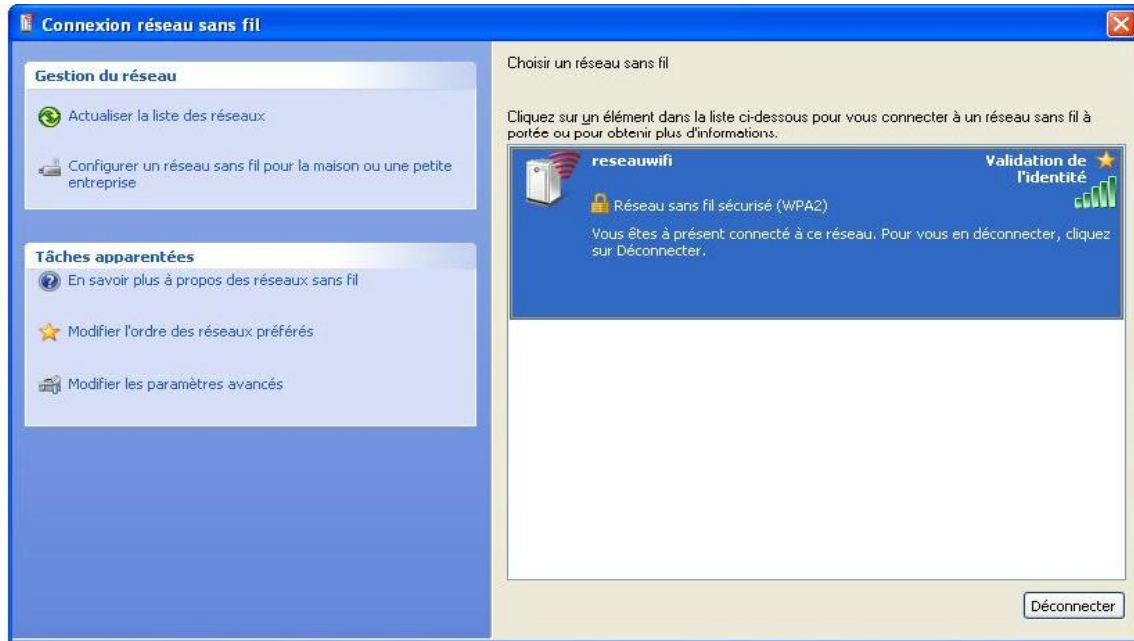 Connexion réseau sans fil
Gestion du réseau
Actualiser la liste des réseaux
Configurer un réseau sans fil pour la maison ou une petite
entreprise
Tâches apparentées
En savoir plus à propos des réseaux sans fil
Modifier l'ordre des réseaux préférés
Modifier les paramètres avancés
Choisir un réseau sans fil
Cliquez sur un élément dans la liste ci-dessous pour vous connecter à un réseau sans fil à
portée ou pour obtenir plus d'informations.
reseauwifi
Validation de
l'identité
Réseau sans fil sécurisé (WPA2)
Vous êtes à présent connecté à ce réseau. Pour vous en déconnecter, cliquez
sur Déconnecter.
Déconnecter